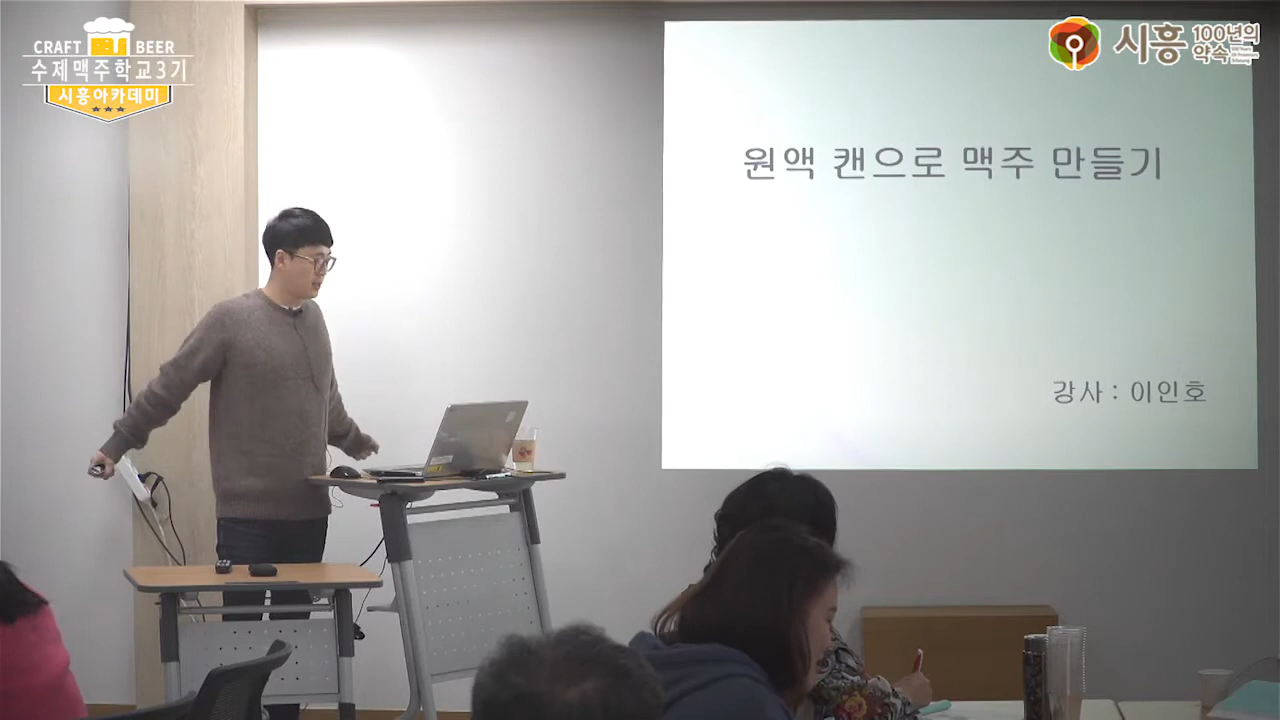 CRAFT BEER
수제맥주학교3기
시흥아카데미
시흥 100년의
약속
원액 캔으로 맥주 만들기
강사 : 이인호